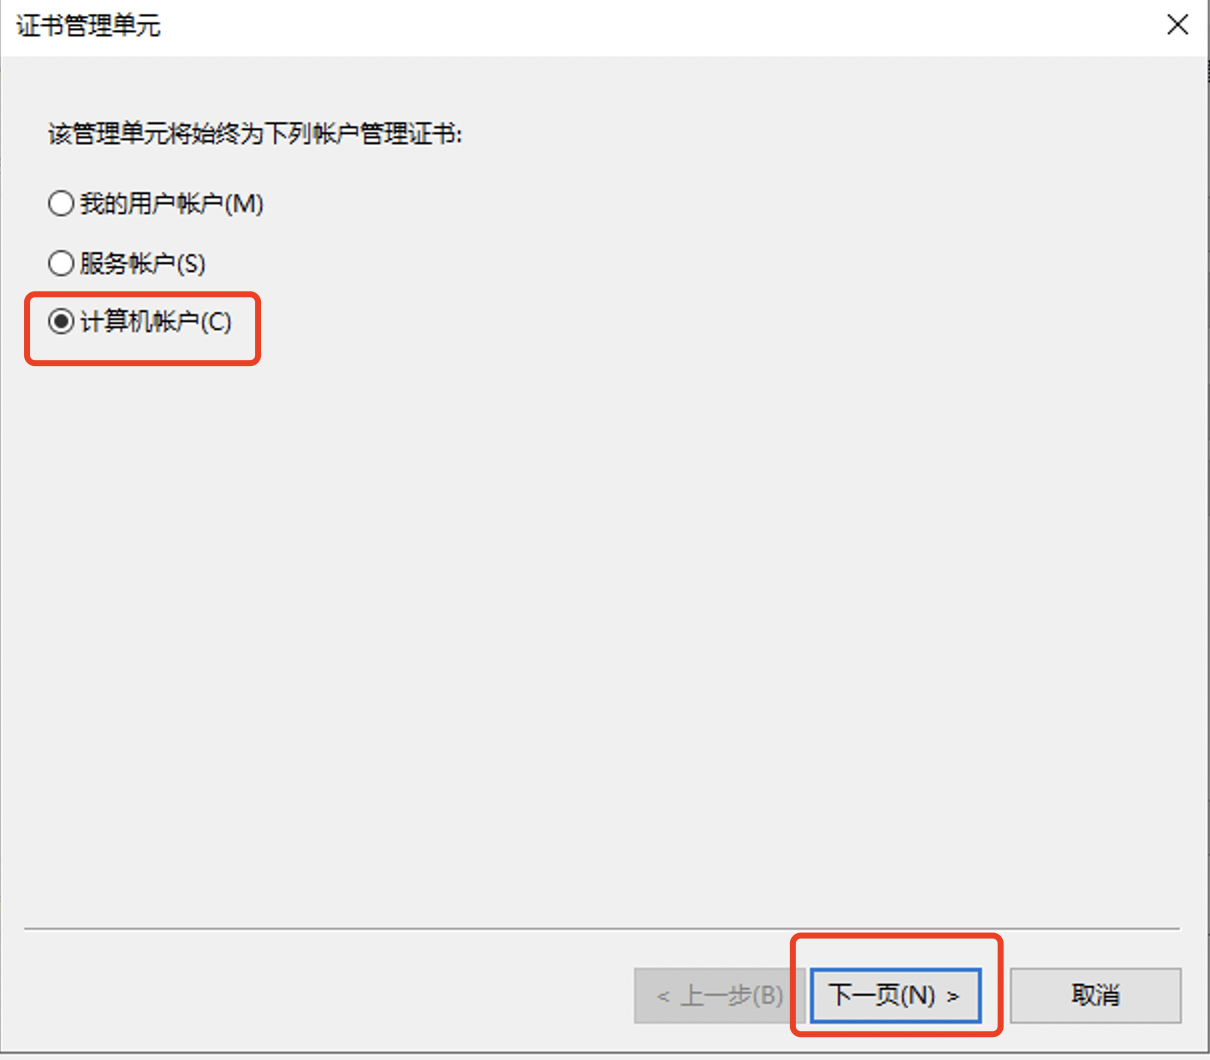 证书管理单元
该管理单元将始终为下列帐户管理证书:
我的用户帐户(M)
服务帐户(S)
计算机帐户(C)
< 上一步(B)
下一页(N) >
取消